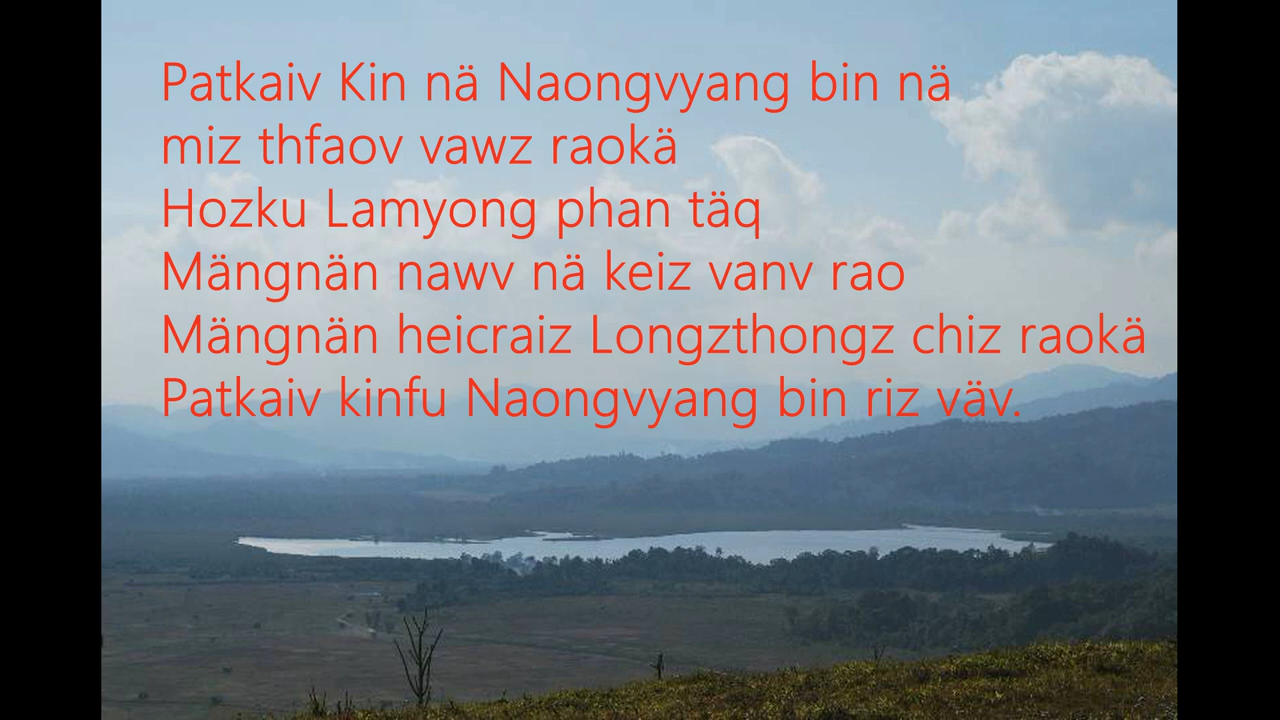 Patkaiv Kin nä Naongvyang bin nä
miz thfaov vawz raokä
Hozku Lamyong phan täq
Mängnän nawv nä keiz vanv rao
Mängnän heicraiz Longzthongz chiz raokä
Patkaiv kinfu Naongvyang bin riz väv.